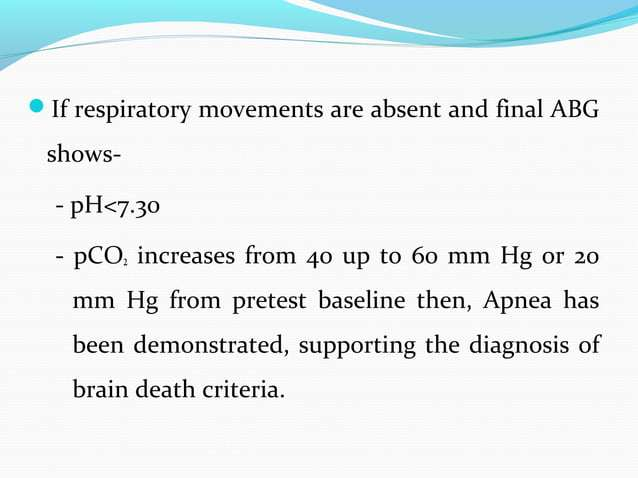 If respiratory movements are absent and final ABG
shows-
- pH<7.30
- pCO₂ increases from 40 up to 60 mm Hg or 20
mm Hg from pretest baseline then, Apnea has
been demonstrated, supporting the diagnosis of
brain death criteria.